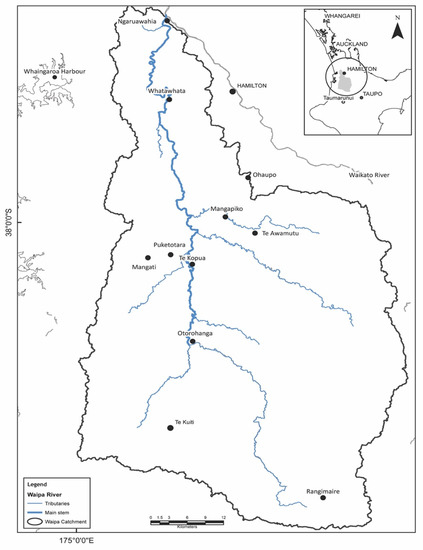 Ngaruawahia
N
WHANGAREI
AUCKLAND
HAMILTON
TAUPO
Taumarunui
Whaingaroa Harbour
Whatawhata
HAMILTON
Ohaupo
Waikato River
Mangapiko
Te Awamutu
38°0'0"S
Puketotara
Mangati
Te Kopua
Otorohanga
Te Kuiti
Rangimaire
Legend
Waipa River
Tributaries
Main stem
Waipa Catchment
0 1.5 3 6 9 12
Kilometers
175°0'0"E